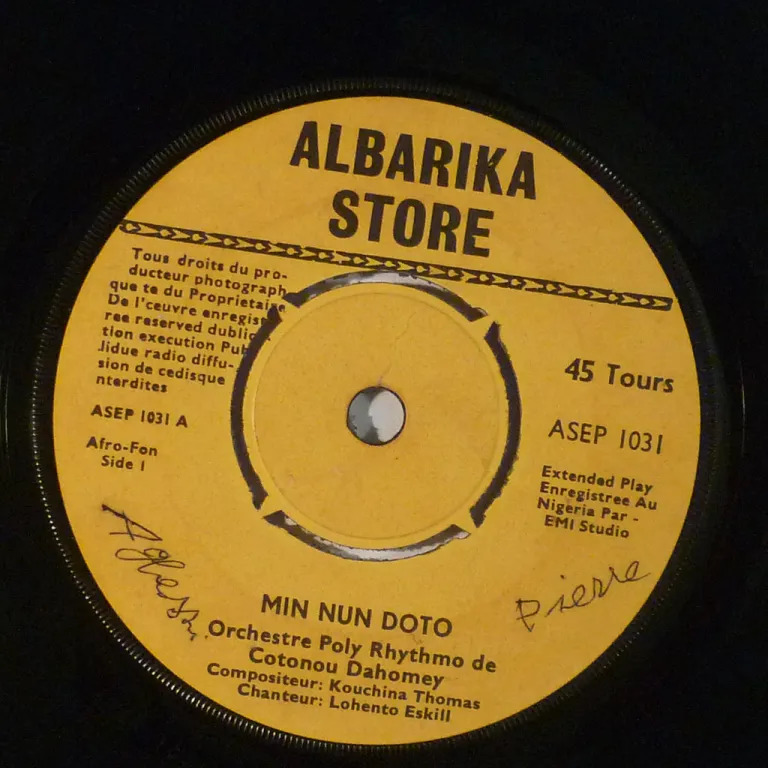 ALBARIKA
STORE
Tous droits du pro-
ducteur photograph
que te du Proprietaire
De l'œuvre enregist
ree reserved dublic
tion execution Pub
lidue radio diffu-
sion de cedisque
nterdites
ASEP 1031 A
Afro-Fon
Side 1
45 Tours
ASEP 1031
Extended Play
Enregistree Au
Nigeria Par -
EMI Studio
Pierre
MIN NUN DOTO
Orchestre Poly Rhythmo de
Cotonou Dahomey
Compositeur: Kouchina Thomas
Chanteur: Lohento Eskill